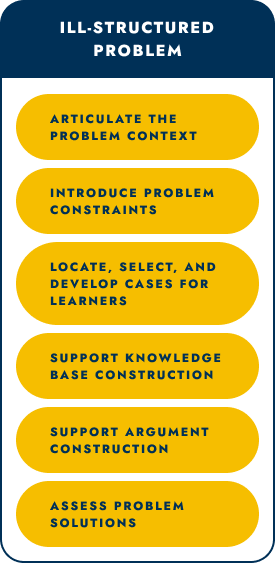 ILL-STRUCTURED
PROBLEM
ARTICULATE THE
PROBLEM CONTEXT
INTRODUCE PROBLEM
CONSTRAINTS
LOCATE, SELECT, AND
DEVELOP CASES FOR
LEARNERS
SUPPORT KNOWLEDGE
BASE CONSTRUCTION
SUPPORT ARGUMENT
CONSTRUCTION
ASSESS PROBLEM
SOLUTIONS